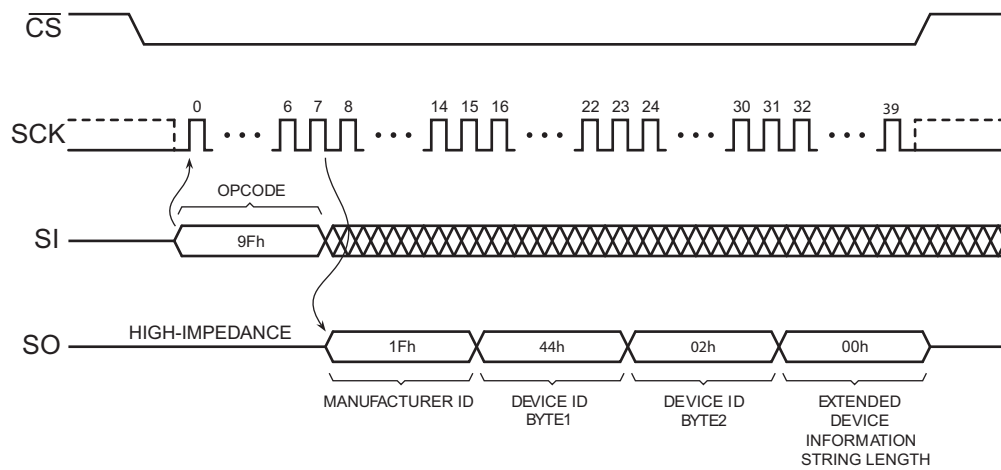 CS
0 6 7 8 14 15 16 22 23 24 30 31 32 39
SCK
OPCODE
SI
9Fh
HIGH-IMPEDANCE
SO
1Fh 44h 02h 00h
MANUFACTURER ID
DEVICE ID
BYTE1
DEVICE ID
BYTE2
EXTENDED
DEVICE
INFORMATION
STRING LENGTH